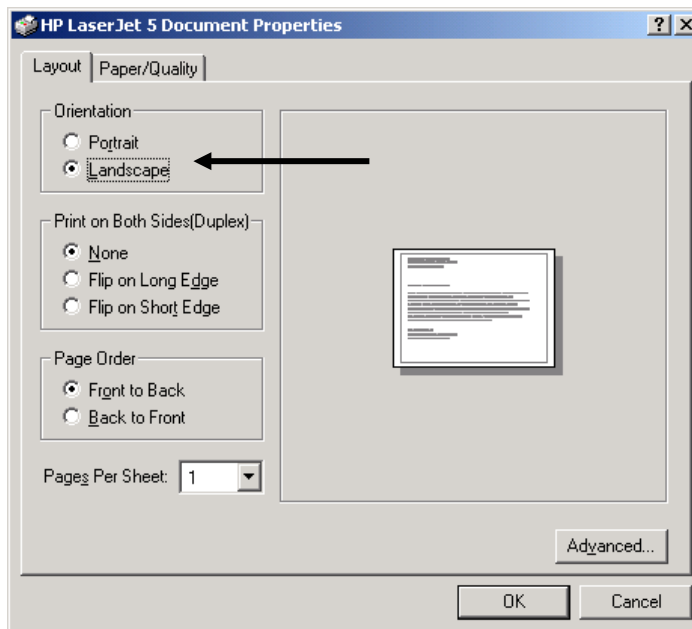 HP LaserJet 5 Document Properties
Layout Paper/Quality
Orientation
Portrait
Landscape
Print on Both Sides(Duplex)
None
Flip on Long Edge
Flip on Short Edge
Page Order
Front to Back
Back to Front
Pages Per Sheet: 1
Advanced...
OK Cancel